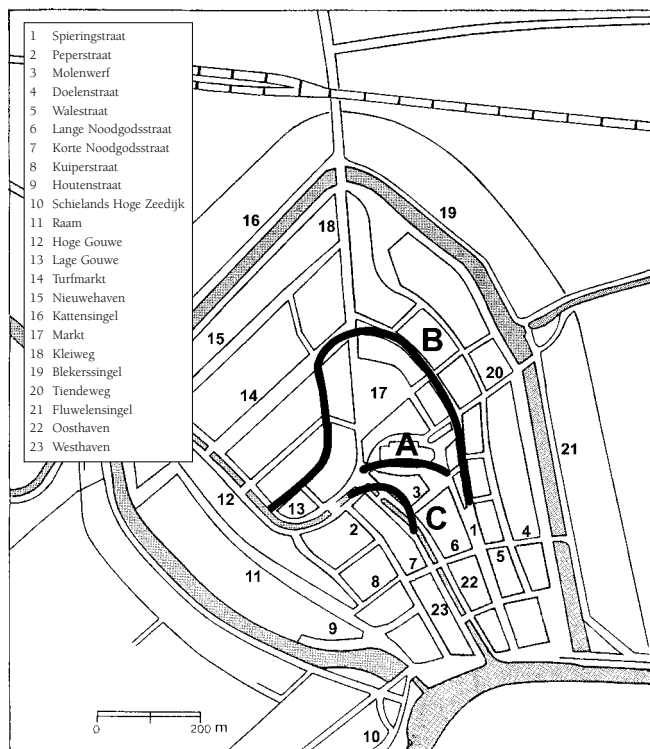 1 Spieringstraat
2 Peperstraat
3 Molenwerf
4 Doelenstraat
5 Walestraat
6 Lange Noodgodsstraat
7 Korte Noodgodsstraat
8 Kuiperstraat
9 Houtenstraat
10 Schielands Hoge Zeedijk
11 Raam
12 Hoge Gouwe
13 Lage Gouwe
14 Turfmarkt
15 Nieuwehaven
16 Kattensingel
17 Markt
18 Kleiweg
19 Blekerssingel
20 Tiendeweg
21 Fluwelensingel
22 Oosthaven
23 Westhaven
16
18
19
15
B
20
14
17
A
21
12
13
3
C
2
1
4
6
5
11
7
8
22
23
9
10
0 200 m